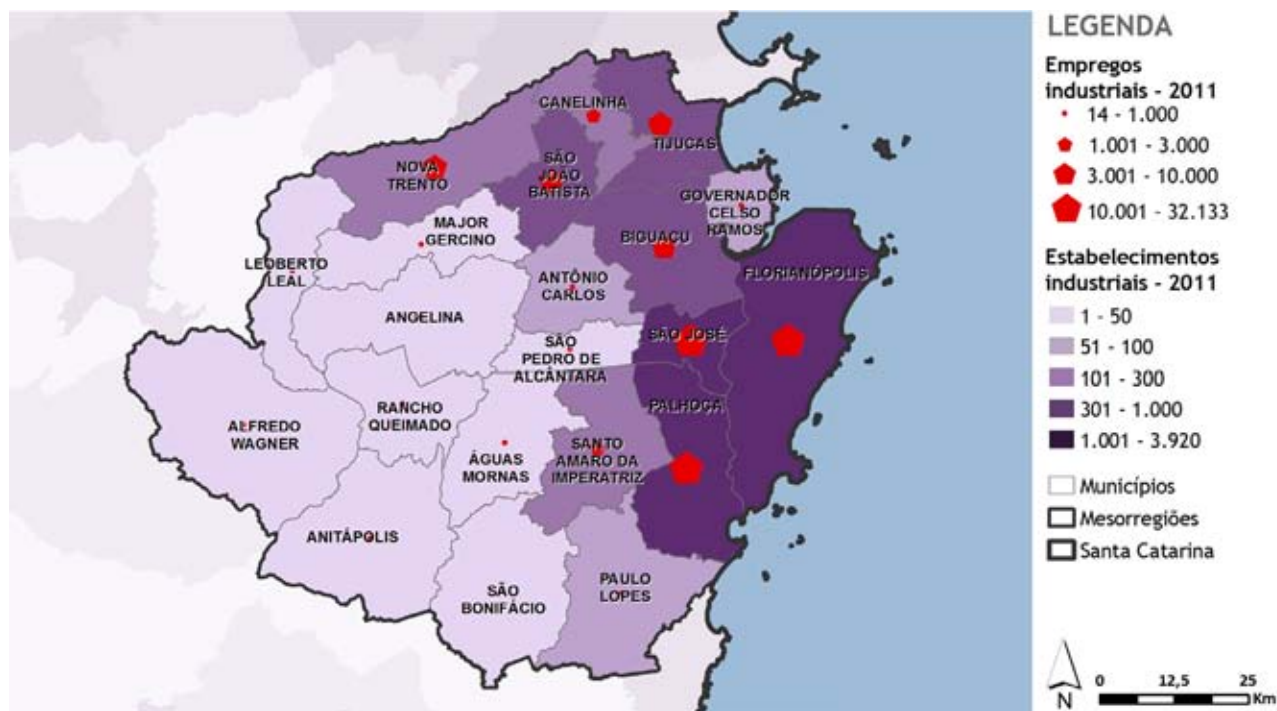 CANELINHA
TIJUCAS
NOVA
TRENTO
SÃO
JOÃO
BATISTA
GOVERNADOR
CELSO
RAMOS
MAJOR
GERCINO
BIGUAÇU
LEOBERTO
LEAL
ANTÔNIO
CARLOS
FLORIANÓPOLIS
ANGELINA
SÃO JOSÉ
SÃO
PEDRO DE
ALCÂNTARA
RANCHO
QUEIMADO
PALHOÇA
ALFREDO
WAGNER
ÁGUAS
MORNAS
SANTO
AMARO DA
IMPERATRIZ
ANITÁPOLIS
SÃO
BONIFÁCIO
PAULO
LOPES
LEGENDA
Empregos
industriais - 2011
14 - 1.000
1.001 - 3.000
3.001 - 10.000
10.001 - 32.133
Estabelecimentos
industriais - 2011
1 - 50
51 - 100
101 - 300
301 - 1.000
1.001 - 3.920
Municípios
Mesorregiões
Santa Catarina
N
0 12,5 25
Km